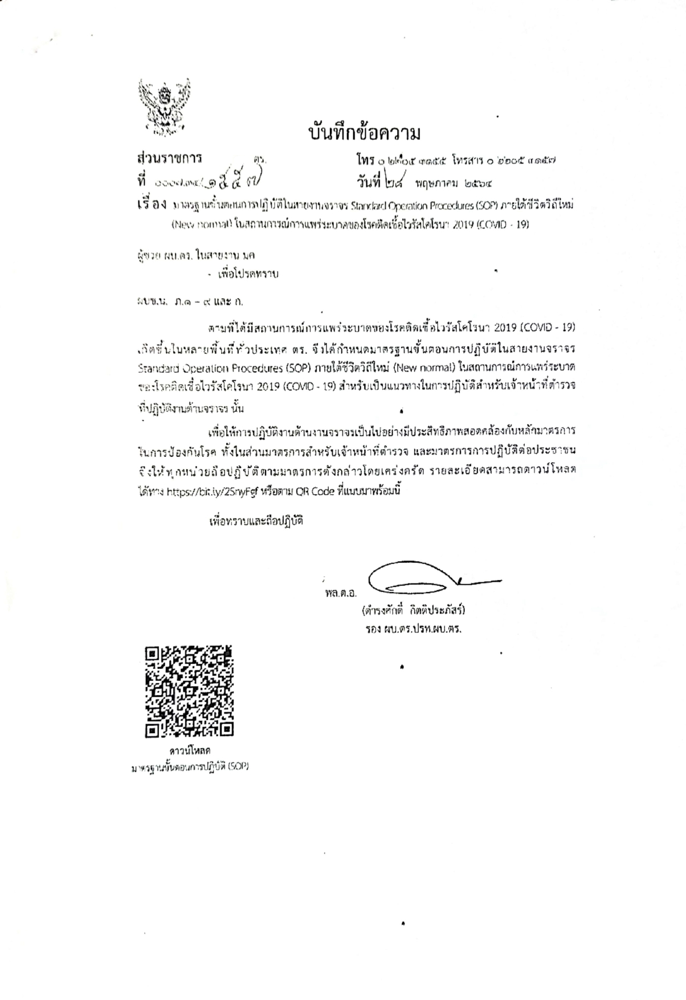 บันทึกข้อความ
ส่วนราชการ ตร. โทร ๐ ๒๒๐๕ ๓๑๕๕ โทรสาร ๐ ๒๒๐๕ ๓๑๕๗
ที่ ๐๐๐๗.๓๔/๑๕๕๗ วันที่ ๒๘ พฤษภาคม ๒๕๖๔
เรื่อง มาตรฐานขั้นตอนการปฏิบัติในสายงานจราจร Standard Operation Procedures (SOP) ภายใต้ชีวิตวิถีใหม่
(New normal) ในสถานการณ์การแพร่ระบาดของโรคติดเชื้อไวรัสโคโรนา 2019 (COVID - 19)
ผู้ช่วย ผบ.ตร. ในสายงาน มค
- เพื่อโปรดทราบ
ผบช.น. ภ.๑ – ๙ และ ก.
ตามที่ได้มีสถานการณ์การแพร่ระบาดของโรคติดเชื้อไวรัสโคโรนา 2019 (COVID - 19)
เกิดขึ้นในหลายพื้นที่ทั่วประเทศ ตร. จึงได้กำหนดมาตรฐานขั้นตอนการปฏิบัติในสายงานจราจร
Standard Operation Procedures (SOP) ภายใต้ชีวิตวิถีใหม่ (New normal) ในสถานการณ์การแพร่ระบาด
ของโรคติดเชื้อไวรัสโคโรนา 2019 (COVID - 19) สำหรับเป็นแนวทางในการปฏิบัติสำหรับเจ้าหน้าที่ตำรวจ
ที่ปฏิบัติงานด้านจราจร นั้น
เพื่อให้การปฏิบัติงานด้านงานจราจรเป็นไปอย่างมีประสิทธิภาพสอดคล้องกับหลักมาตรการ
ในการป้องกันโรค ทั้งในส่วนมาตรการสำหรับเจ้าหน้าที่ตำรวจ และมาตรการการปฏิบัติต่อประชาชน
จึงให้ทุกหน่วยถือปฏิบัติตามมาตรการดังกล่าวโดยเคร่งครัด รายละเอียดสามารถดาวน์โหลด
ได้ทาง https://bit.ly/2SnyFgf หรือตาม QR Code ที่แนบมาพร้อมนี้
เพื่อทราบและถือปฏิบัติ
พล.ต.อ.
(ดำรงศักดิ์ กิตติประภัสร์)
รอง ผบ.ตร.ปรท.ผบ.ตร.
ดาวน์โหลด
มาตรฐานขั้นตอนการปฏิบัติ (SOP)